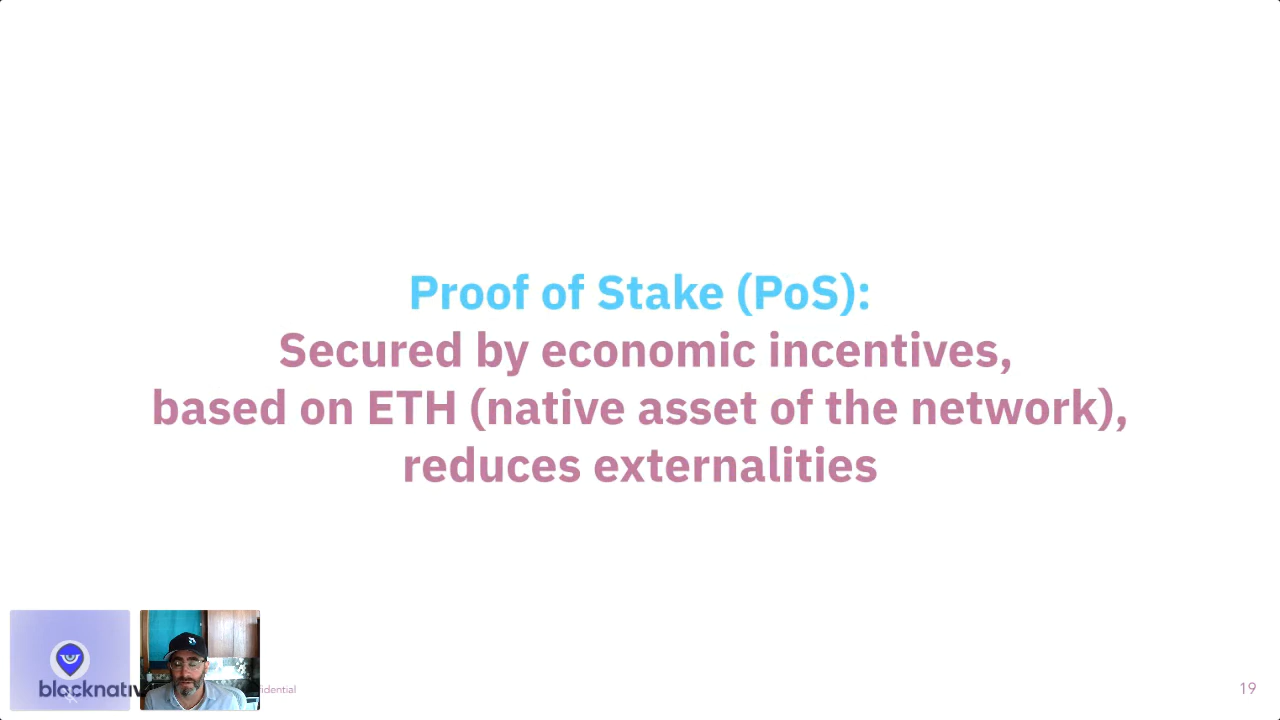 Proof of Stake (PoS):
Secured by economic incentives,
based on ETH (native asset of the network),
reduces externalities
19